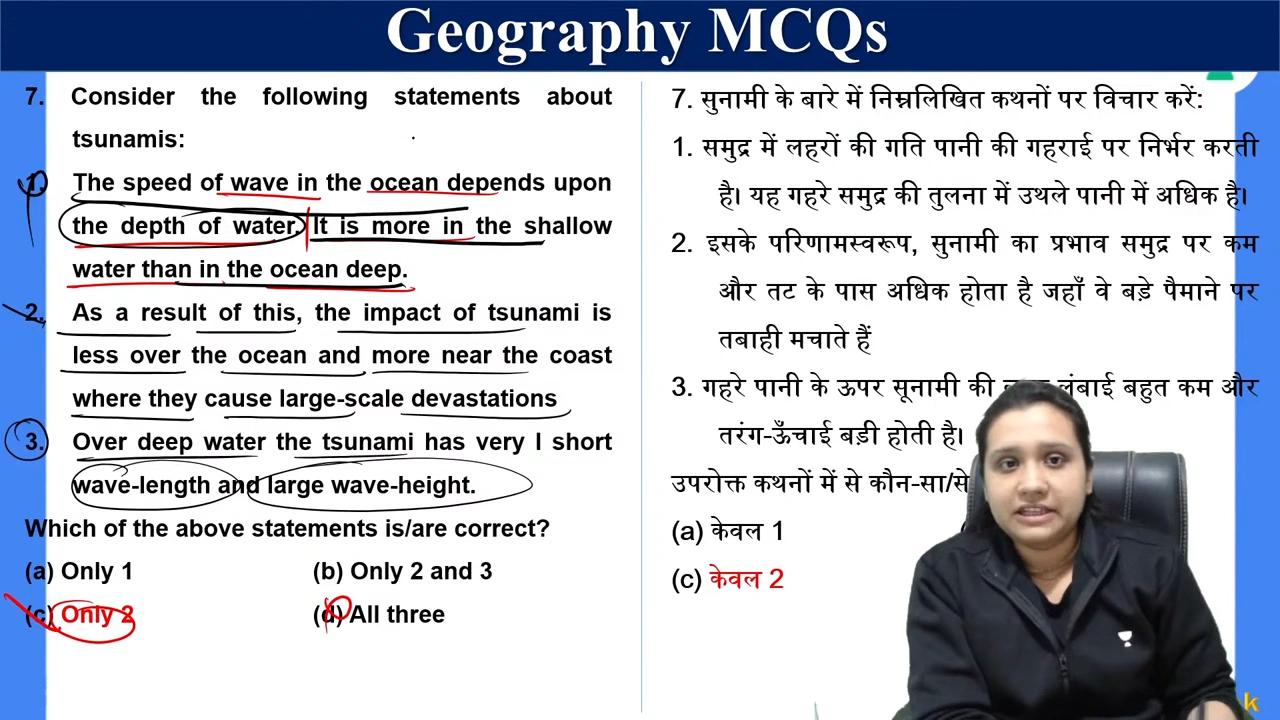 Geography MCQs
7. Consider the following statements about
tsunamis:
1. The speed of wave in the ocean depends upon
the depth of water. It is more in the shallow
water than in the ocean deep.
2. As a result of this, the impact of tsunami is
less over the ocean and more near the coast
where they cause large-scale devastations
3. Over deep water the tsunami has very l short
wave-length and large wave-height.
Which of the above statements is/are correct?
(a) Only 1 (b) Only 2 and 3
(c) Only 2 (d) All three
7. सुनामी के बारे में निम्नलिखित कथनों पर विचार करें:
1. समुद्र में लहरों की गति पानी की गहराई पर निर्भर करती
है। यह गहरे समुद्र की तुलना में उथले पानी में अधिक है।
2. इसके परिणामस्वरूप, सुनामी का प्रभाव समुद्र पर कम
और तट के पास अधिक होता है जहाँ वे बड़े पैमाने पर
तबाही मचाते हैं
3. गहरे पानी के ऊपर सूनामी की लंबाई बहुत कम और
तरंग-ऊँचाई बड़ी होती है।
उपरोक्त कथनों में से कौन-सा/से
(a) केवल 1
(c) केवल 2
k